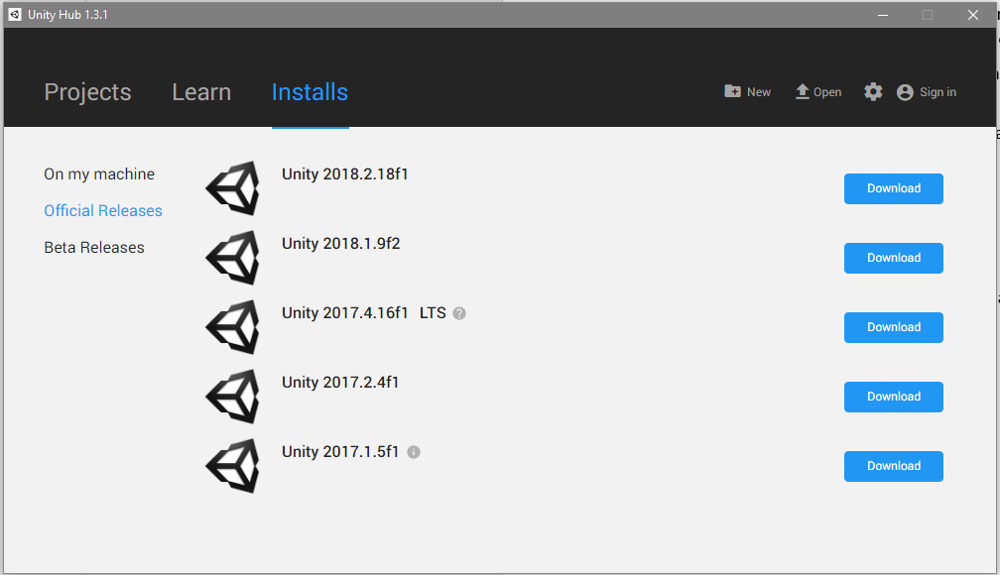 Unity Hub 1.3.1
Projects Learn Installs New Open Sign in
On my machine
Official Releases
Beta Releases
Unity 2018.2.18f1 Download
Unity 2018.1.9f2 Download
Unity 2017.4.16f1 LTS Download
Unity 2017.2.4f1 Download
Unity 2017.1.5f1 Download